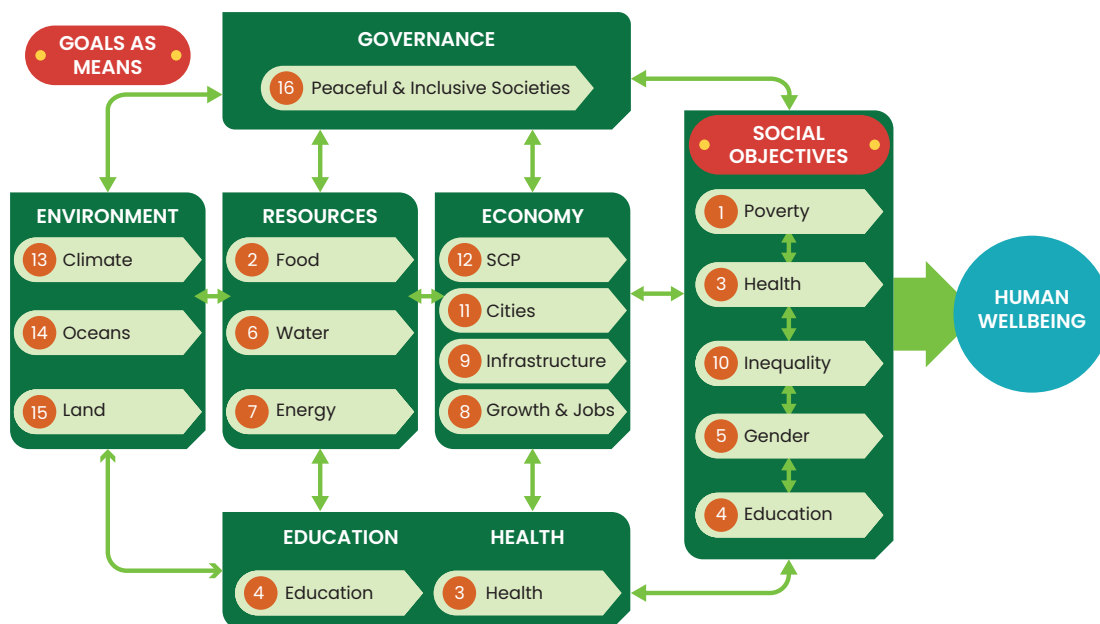 GOALS AS
MEANS
GOVERNANCE
16 Peaceful & Inclusive Societies
ENVIRONMENT
13 Climate
14 Oceans
15 Land
RESOURCES
2 Food
6 Water
7 Energy
ECONOMY
12 SCP
11 Cities
9 Infrastructure
8 Growth & Jobs
EDUCATION
4 Education
HEALTH
3 Health
SOCIAL
OBJECTIVES
1 Poverty
3 Health
10 Inequality
5 Gender
4 Education
HUMAN
WELLBEING